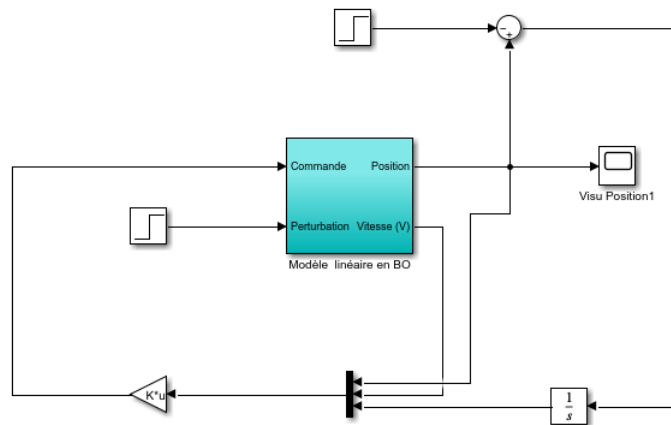 −
+
Commande Position
Visu Position1
Perturbation Vitesse (V)
Modèle linéaire en BO
K*u
1
s